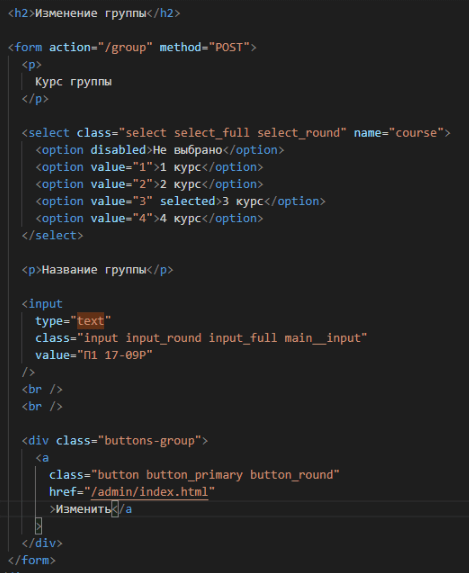 <h2>Изменение группы</h2>
<form action="/group" method="POST">
<p>
Курс группы
</p>
<select class="select select_full select_round" name="course">
<option disabled>Не выбрано</option>
<option value="1">1 курс</option>
<option value="2">2 курс</option>
<option value="3" selected>3 курс</option>
<option value="4">4 курс</option>
</select>
<p>Название группы</p>
<input
type="text"
class="input input_round input_full main__input"
value="П1 17-09Р"
/>
<br />
<br />
<div class="buttons-group">
<a
class="button button_primary button_round"
href="/admin/index.html"
>Изменить</a
>
</div>
</form>